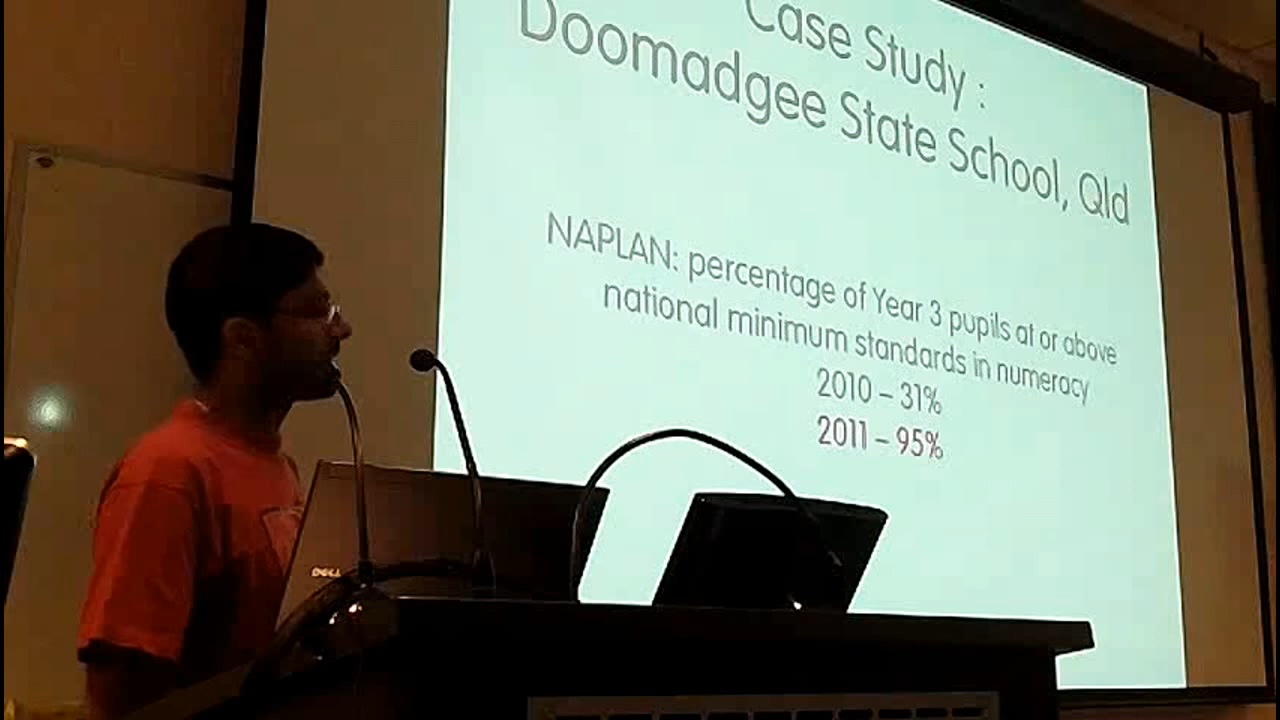 Case Study :
Doomadgee State School, Qld
NAPLAN: percentage of Year 3 pupils at or above
national minimum standards in numeracy
2010 – 31%
2011 – 95%
DELL